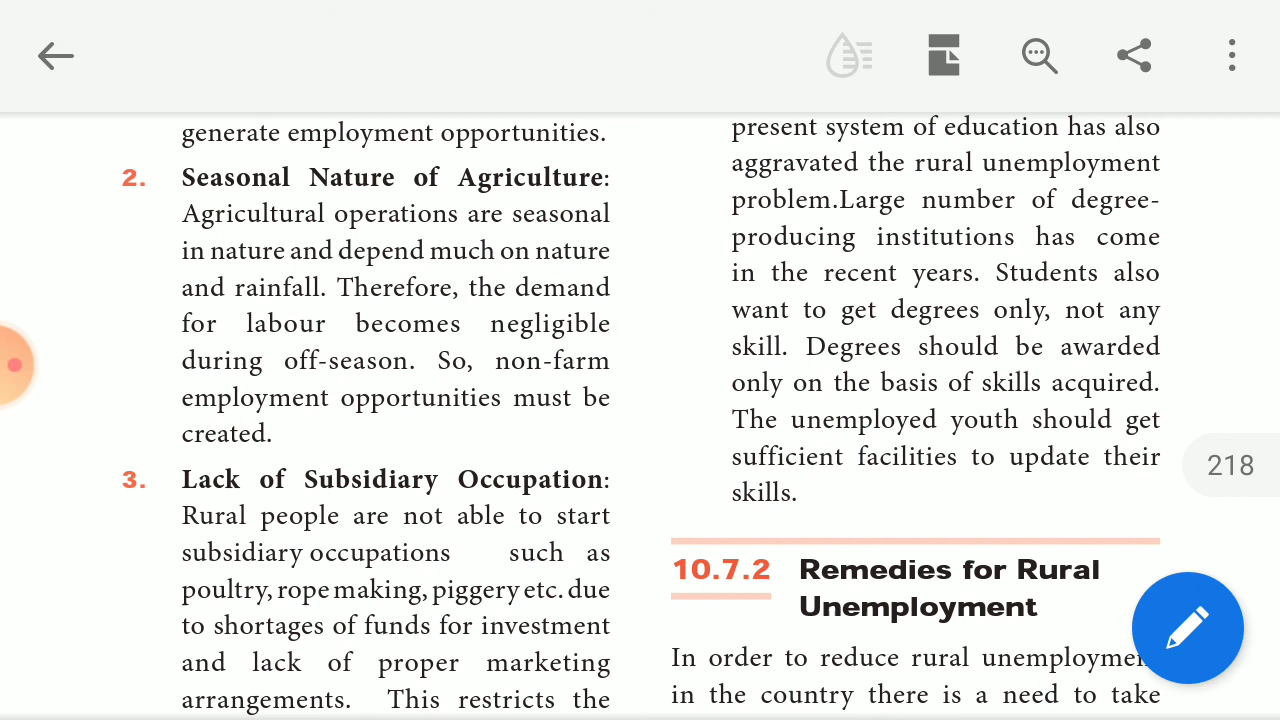 generate employment opportunities.
2. Seasonal Nature of Agriculture:
Agricultural operations are seasonal
in nature and depend much on nature
and rainfall. Therefore, the demand
for labour becomes negligible
during off-season. So, non-farm
employment opportunities must be
created.
3. Lack of Subsidiary Occupation:
Rural people are not able to start
subsidiary occupations such as
poultry, rope making, piggery etc. due
to shortages of funds for investment
and lack of proper marketing
arrangements. This restricts the
present system of education has also
aggravated the rural unemployment
problem.Large number of degree-
producing institutions has come
in the recent years. Students also
want to get degrees only, not any
skill. Degrees should be awarded
only on the basis of skills acquired.
The unemployed youth should get
sufficient facilities to update their
skills.
10.7.2 Remedies for Rural
Unemployment
In order to reduce rural unemployment
in the country there is a need to take
218